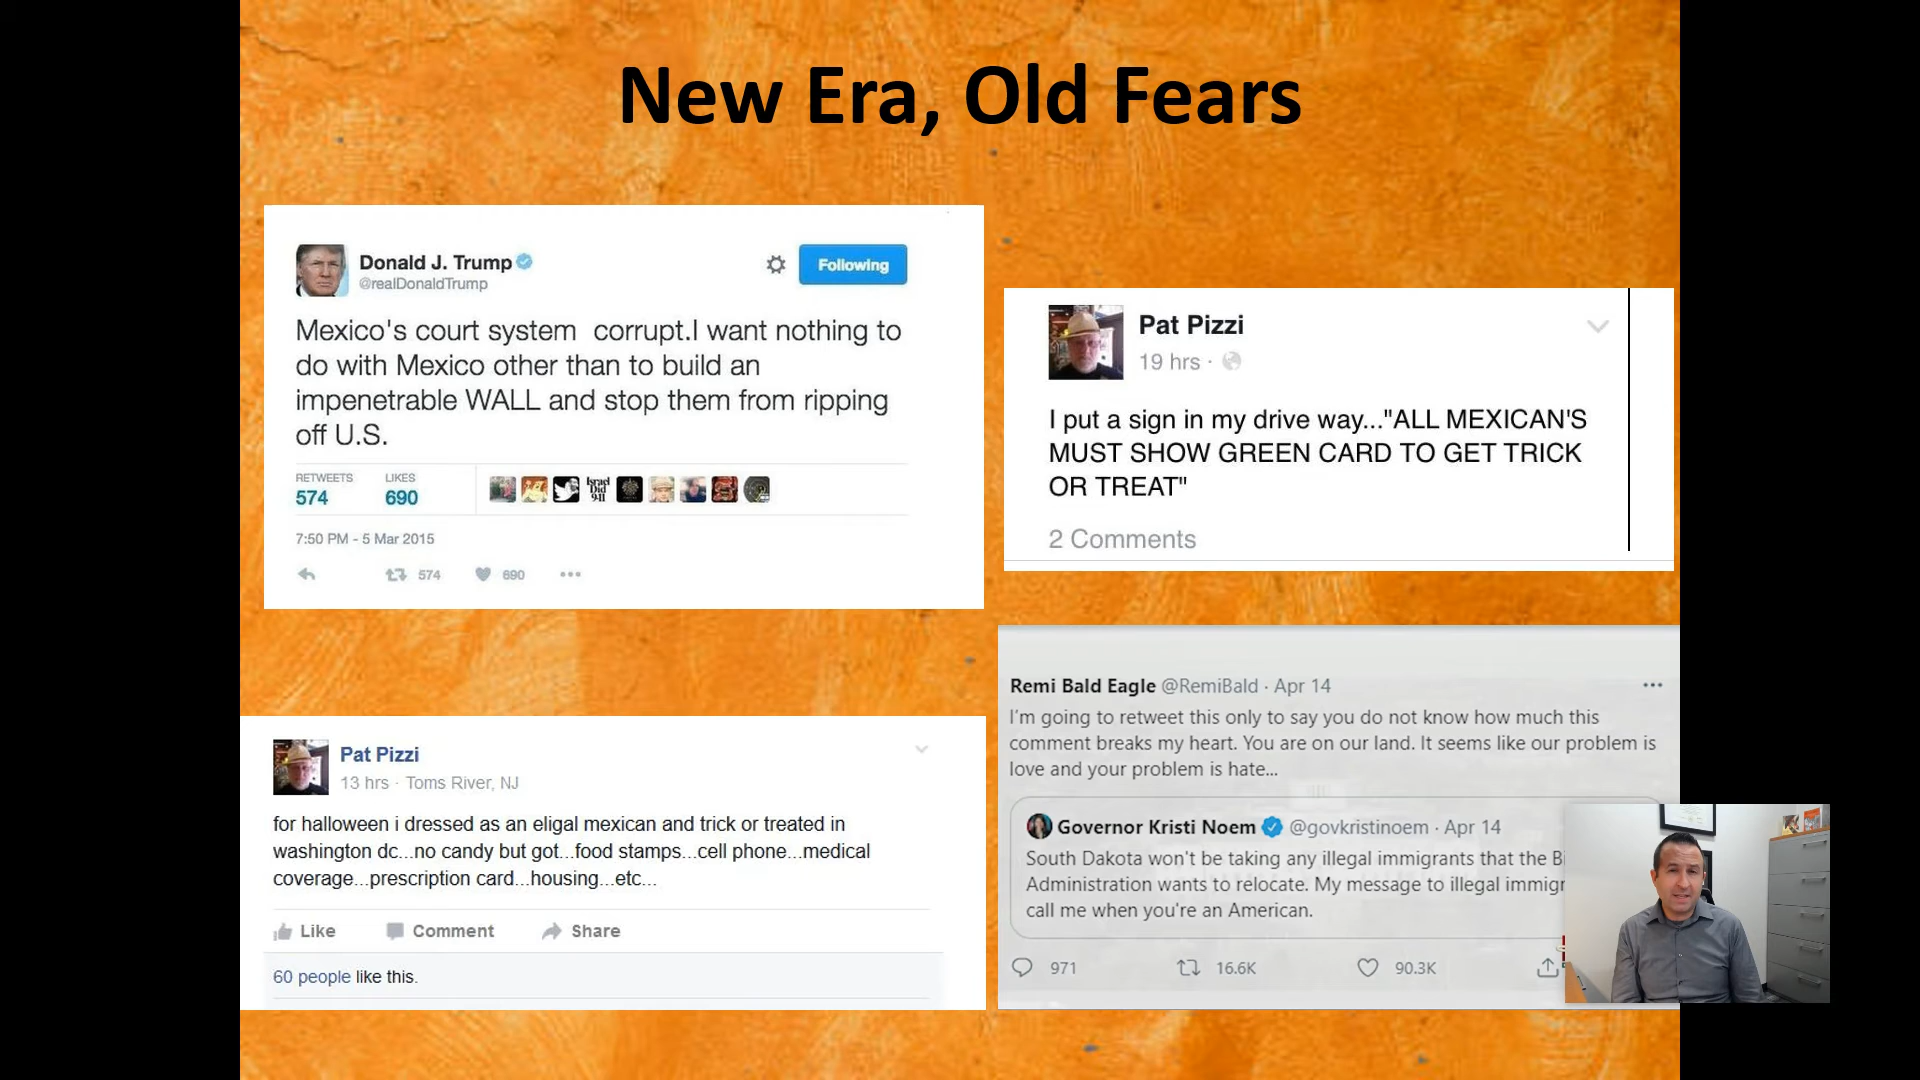 New Era, Old Fears
Donald J. Trump
@realDonaldTrump
Following
Mexico's court system corrupt.I want nothing to
do with Mexico other than to build an
impenetrable WALL and stop them from ripping
off U.S.
RETWEETS
574
LIKES
690
Israel
Did
9-11
7:50 PM - 5 Mar 2015
574
690
Pat Pizzi
19 hrs ·
I put a sign in my drive way..."ALL MEXICAN'S
MUST SHOW GREEN CARD TO GET TRICK
OR TREAT"
2 Comments
Pat Pizzi
13 hrs · Toms River, NJ
for halloween i dressed as an eligal mexican and trick or treated in
washington dc...no candy but got...food stamps...cell phone...medical
coverage...prescription card...housing...etc...
Like
Comment
Share
60 people like this.
Remi Bald Eagle @RemiBald · Apr 14
I'm going to retweet this only to say you do not know how much this
comment breaks my heart. You are on our land. It seems like our problem is
love and your problem is hate...
Governor Kristi Noem @govkristinoem · Apr 14
South Dakota won't be taking any illegal immigrants that the
Administration wants to relocate. My message to illegal
call me when you're an American.
971
16.6K
90.3K